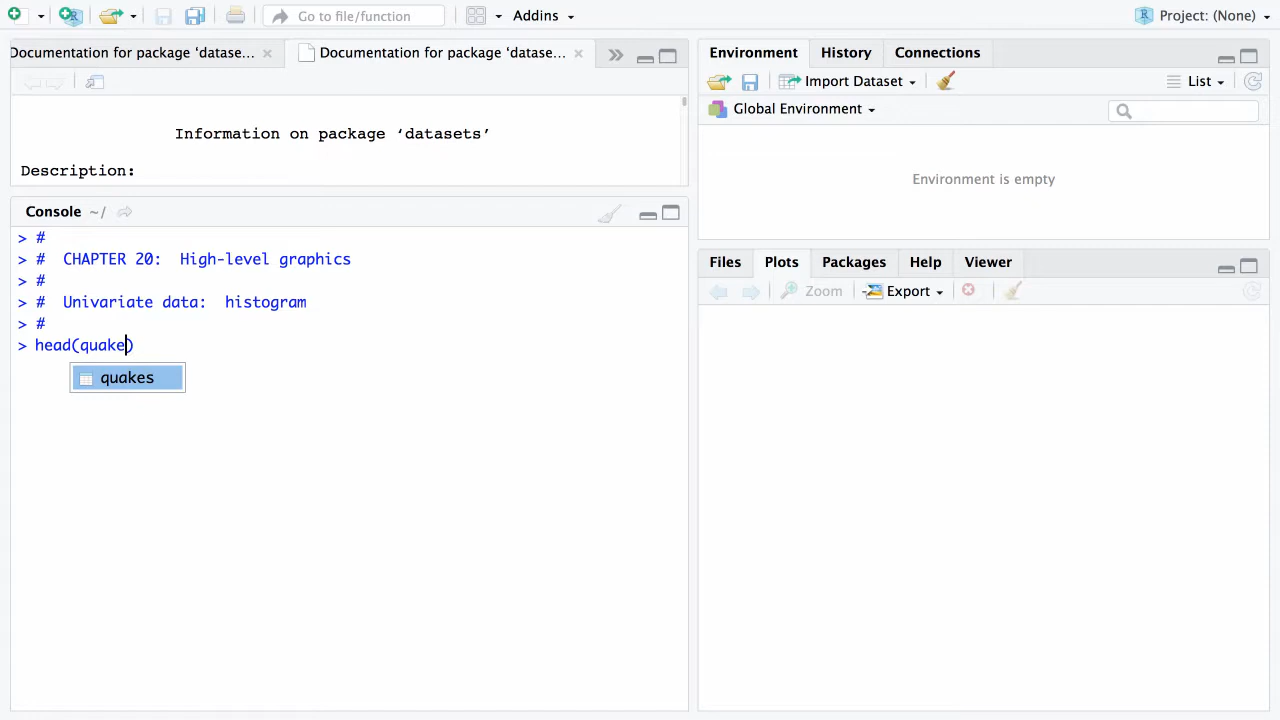 Go to file/function
Addins
Project: (None)
Documentation for package ‘datase...
Documentation for package ‘datase...
Information on package ‘datasets’
Description:
Console ~/
> #
> #  CHAPTER 20:  High-level graphics
> #
> #  Univariate data:  histogram
> #
> head(quake)
quakes
Environment
History
Connections
Import Dataset
List
Global Environment
Environment is empty
Files
Plots
Packages
Help
Viewer
Zoom
Export